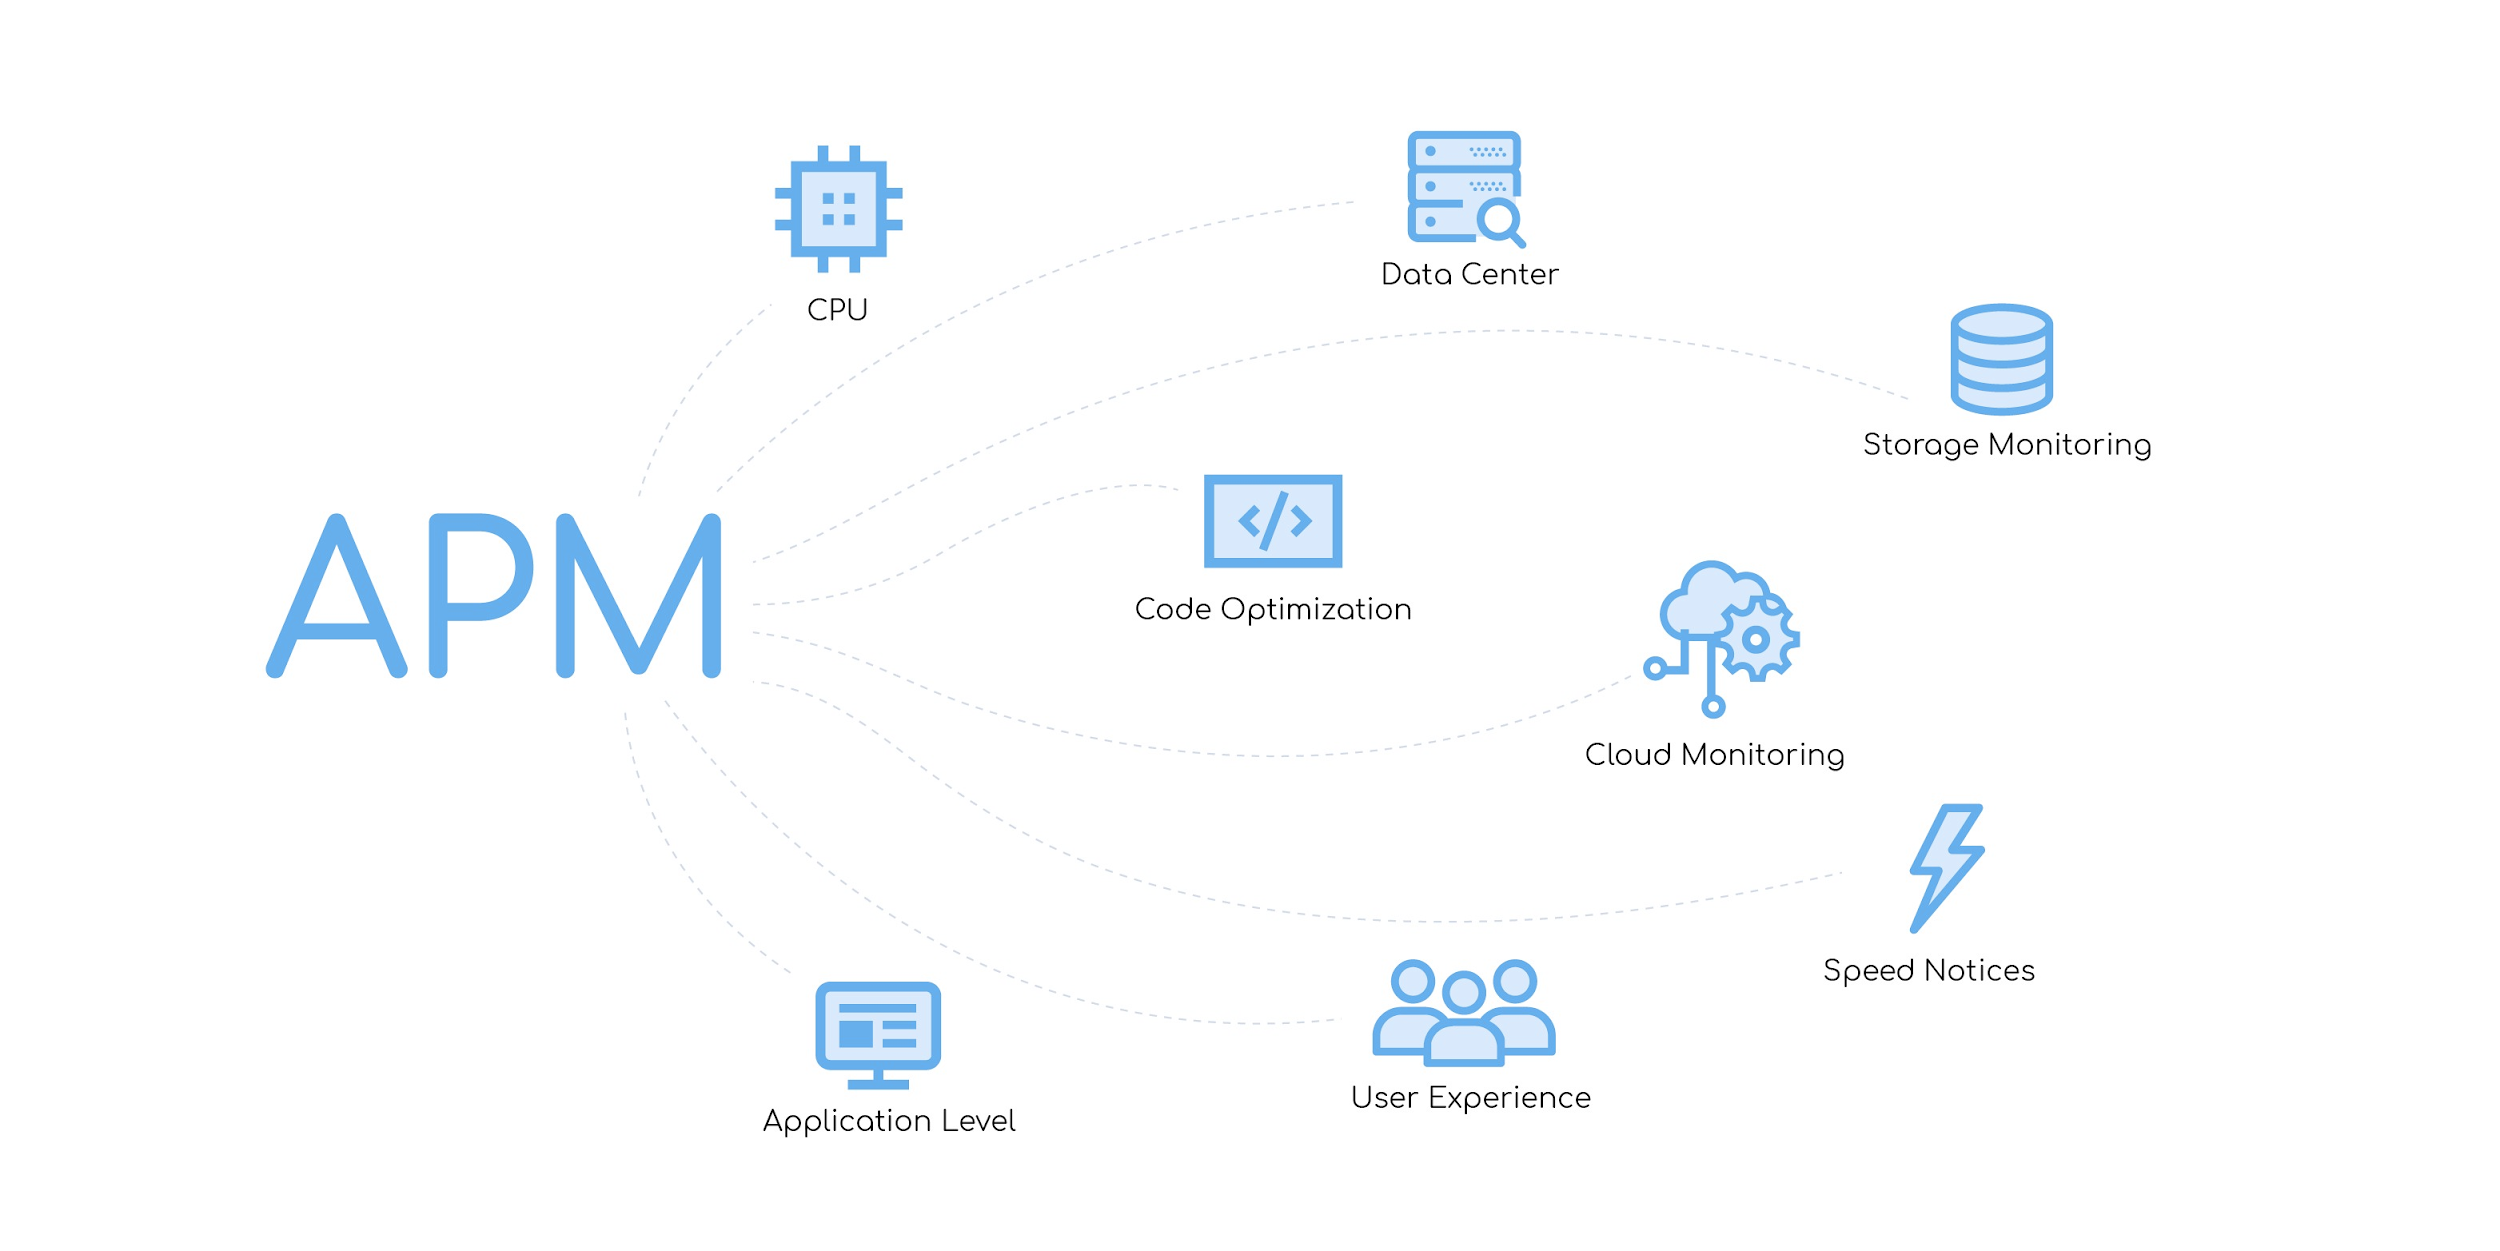 APM
CPU
Data Center
Storage Monitoring
Code Optimization
Cloud Monitoring
Speed Notices
User Experience
Application Level